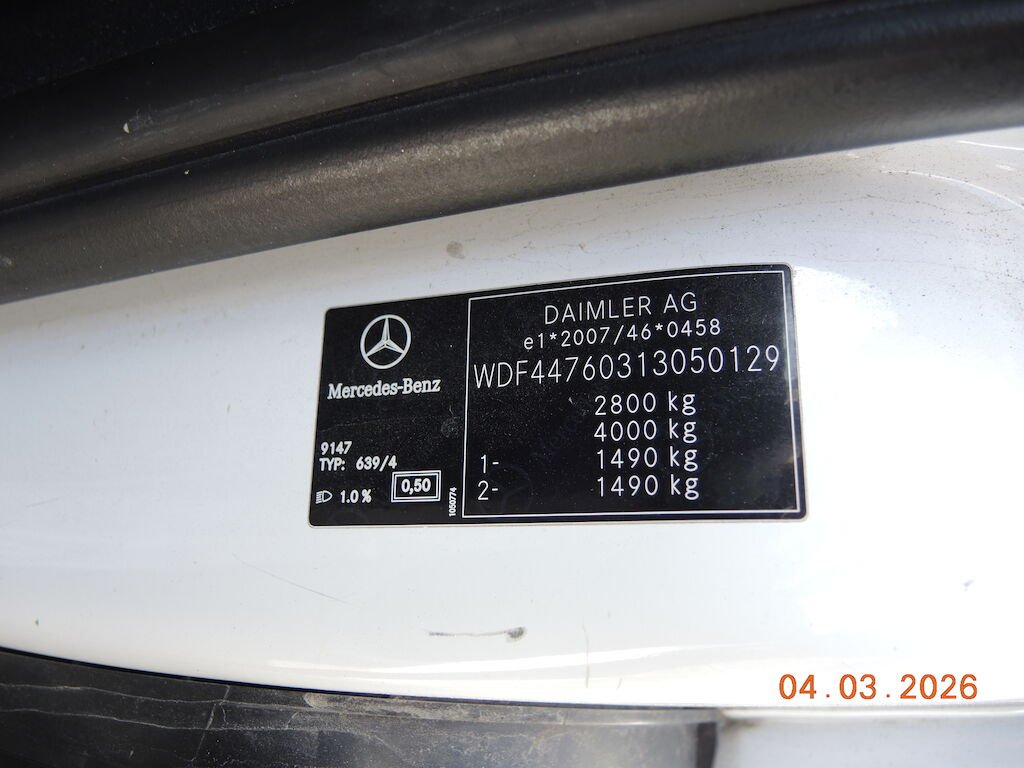 Mercedes-Benz
9147
TYP: 639/4
1.0 %
0,50
1050774
DAIMLER AG
e1*2007/46*0458
WDF44760313050129
2800 kg
4000 kg
1- 1490 kg
2- 1490 kg
04.03.2026